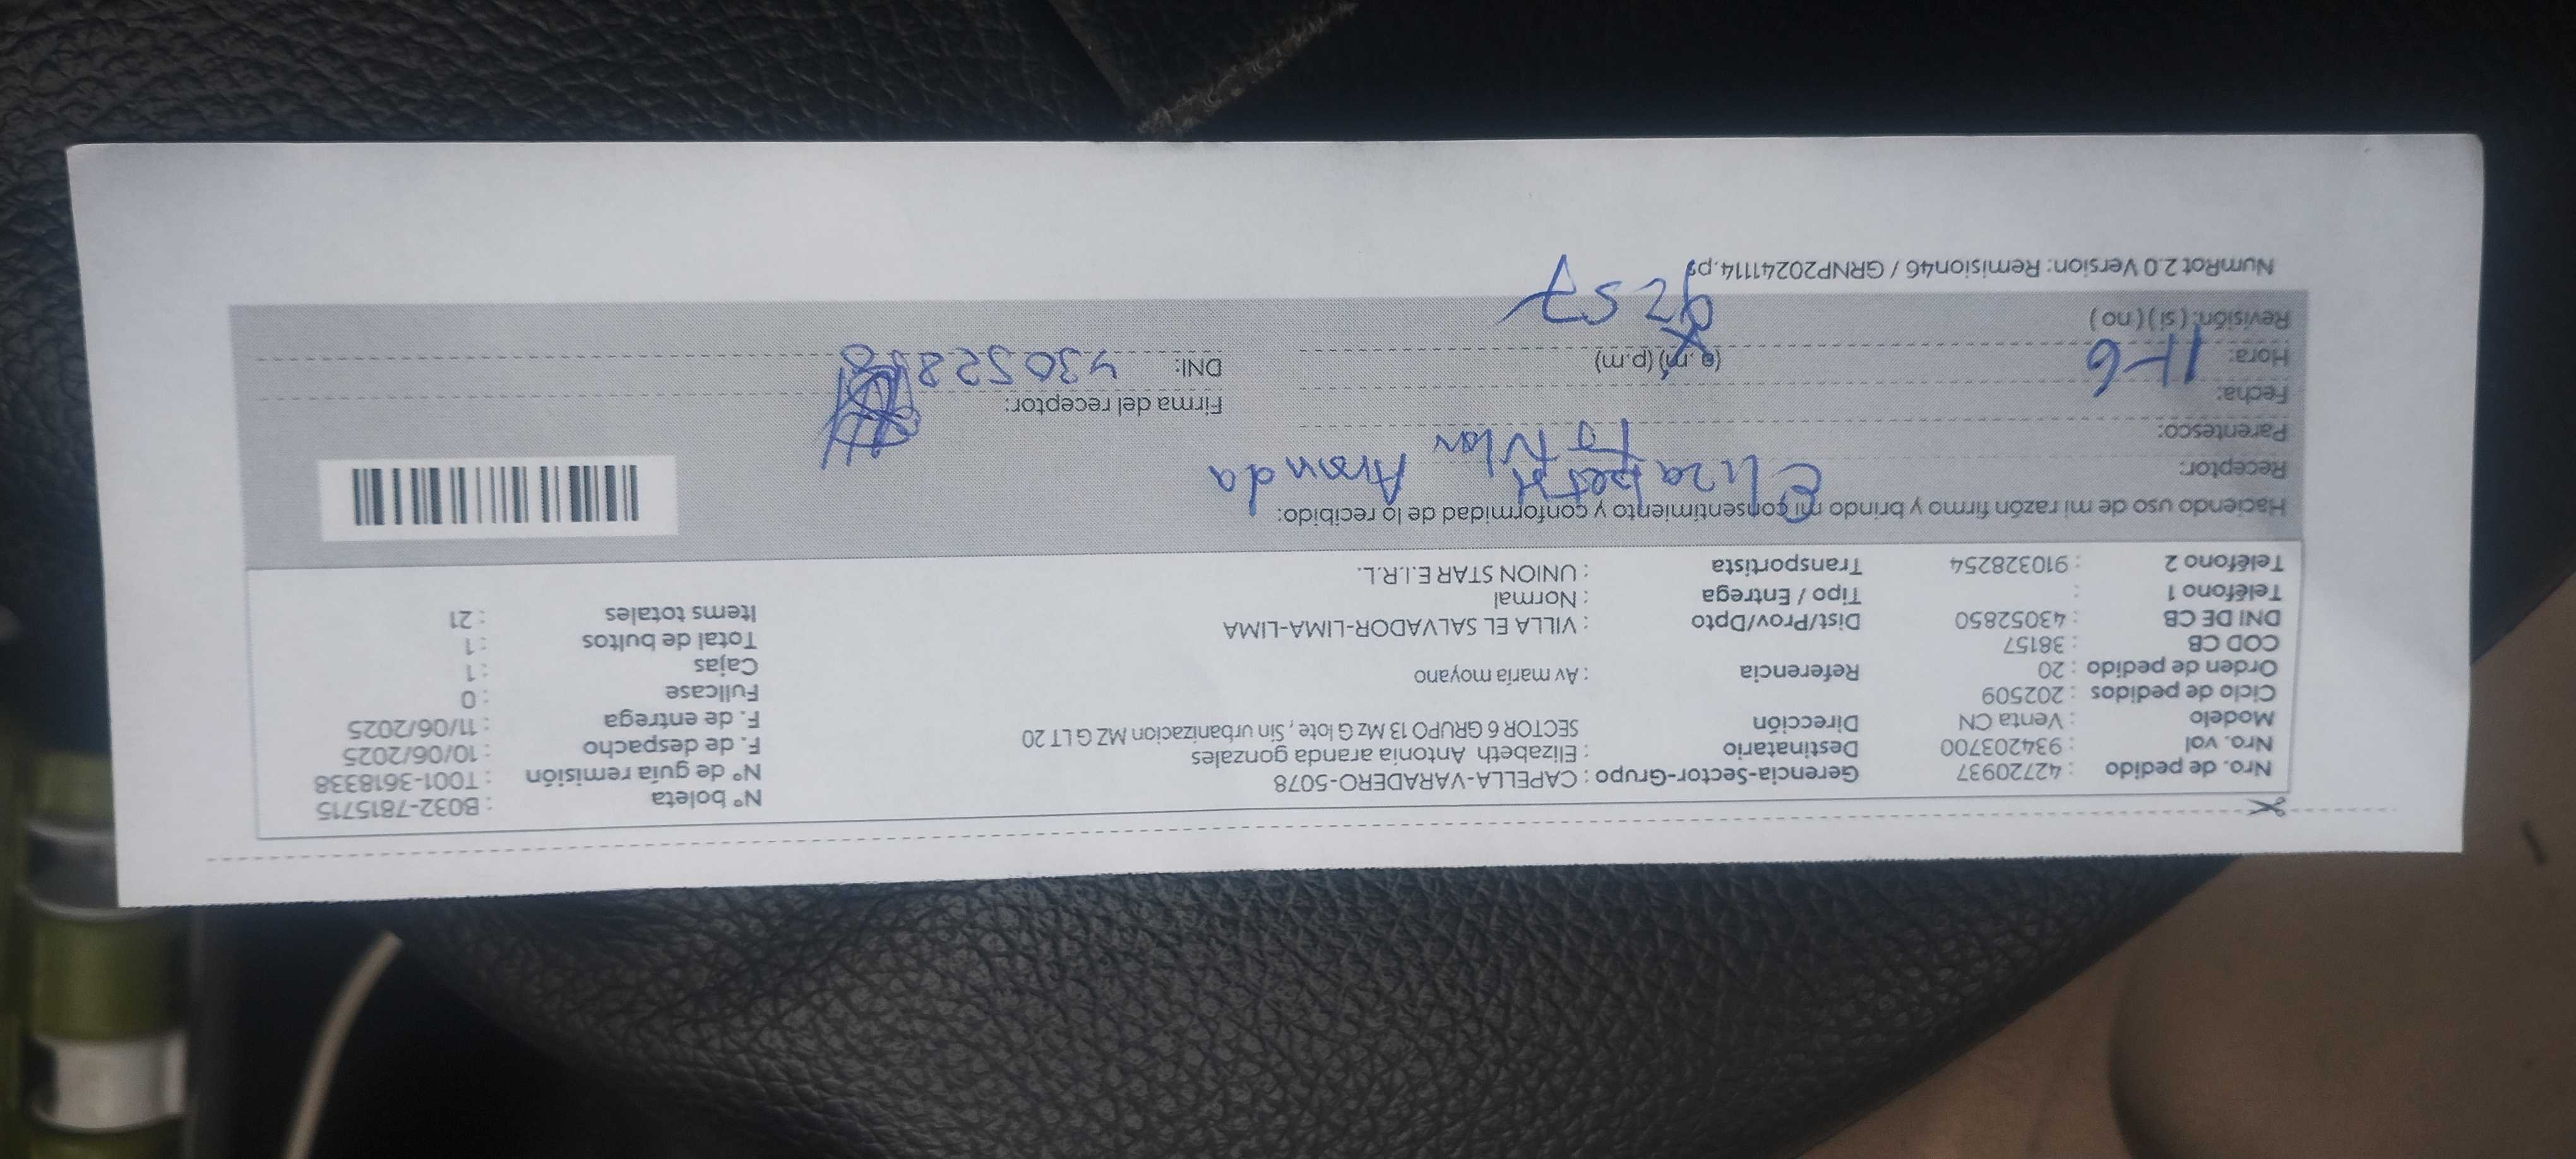 Nro. de pedido : 42720937 Gerencia-Sector-Grupo : CAPELLA-VARADERO-5078 N° boleta : B032-7815715
Nro. val : 934203700 Destinatario : Elizabeth Antonia aranda gonzales N° de guía remisión : T001-3618338
Modelo : Venta CN Dirección SECTOR 6 GRUPO 13 Mz G lote , Sin urbanizacion MZ G LT 20 F. de despacho : 10/06/2025
Ciclo de pedidos : 202509 F. de entrega : 11/06/2025
Orden de pedido : 20 Referencia : Av maria moyano Fullcase : 0
COD CB : 38157 Cajas : 1
DNI DE CB : 43052850 Dist/Prov/Dpto : VILLA EL SALVADOR-LIMA-LIMA Total de bultos : 1
Teléfono 1 : Tipo / Entrega : Normal Items totales : 21
Teléfono 2 : 910328254 Transportista : UNION STAR E.I.R.L.
Haciendo uso de mi razón firmo y brindo mi consentimiento y conformidad de lo recibido:
Receptor: Elizabeth Aranda
Parentesco: Titular
Fecha: 11-6 Firma del receptor:
Hora: (a.m) (p.m) DNI:
Revisión: (si) (no)
NumRot 2.0 Version: Remision46 / GRNP20241114.ps